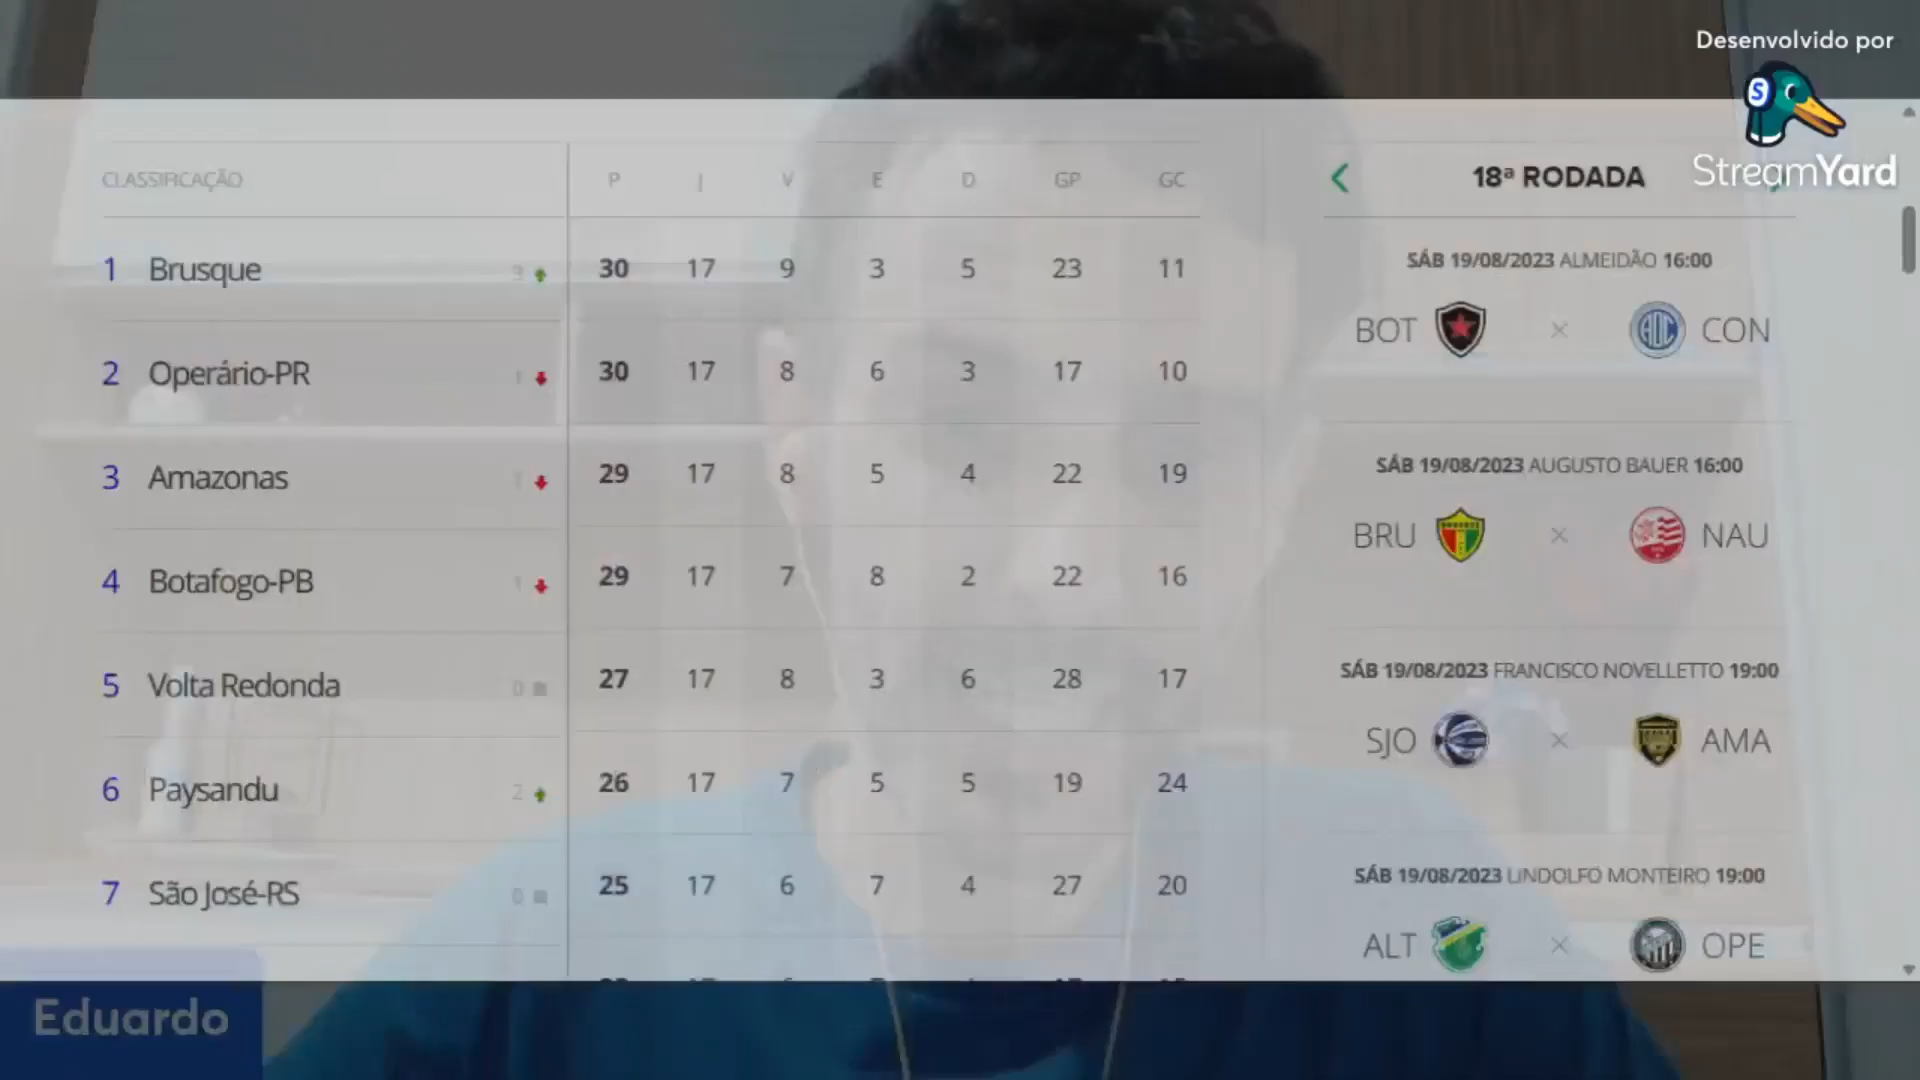 Desenvolvido por
StreamYard
CLASSIFICAÇÃO P J V E D GP GC
1 Brusque 3 30 17 9 3 5 23 11
2 Operário-PR 1 30 17 8 6 3 17 10
3 Amazonas 1 29 17 8 5 4 22 19
4 Botafogo-PB 1 29 17 7 8 2 22 16
5 Volta Redonda 0 27 17 8 3 6 28 17
6 Paysandu 2 26 17 7 5 5 19 24
7 São José-RS 0 25 17 6 7 4 27 20
18ª RODADA
SÁB 19/08/2023 ALMEIDÃO 16:00
BOT × CON
SÁB 19/08/2023 AUGUSTO BAUER 16:00
BRU × NAU
SÁB 19/08/2023 FRANCISCO NOVELLETTO 19:00
SJO × AMA
SÁB 19/08/2023 LINDOLFO MONTEIRO 19:00
ALT × OPE
Eduardo